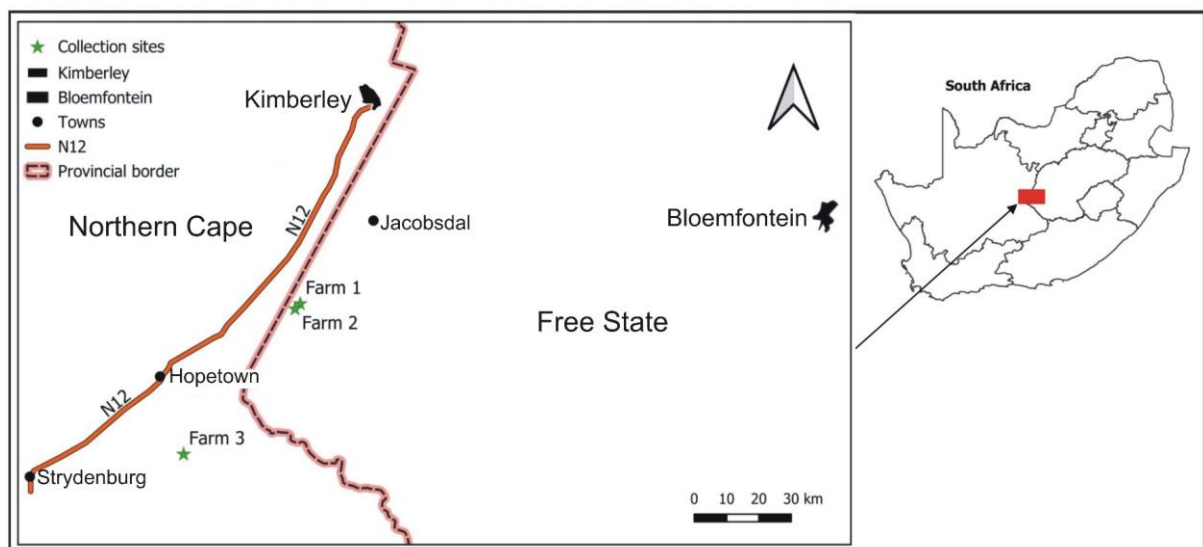 Collection sites
Kimberley
Bloemfontein
Towns
N12
Provincial border
Kimberley
Northern Cape
N12
Jacobsdal
Bloemfontein
Farm 1
Farm 2
Free State
Hopetown
N12
Farm 3
Strydenburg
0 10 20 30 km
South Africa